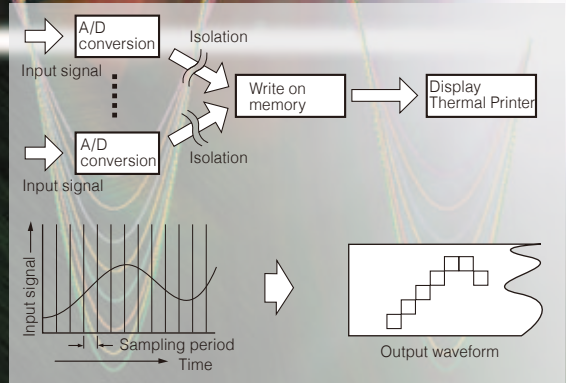 A/D
conversion
Isolation
Input signal
Write on
memory
Display
Thermal Printer
A/D
conversion
Isolation
Input signal
Input signal
Sampling period
Time
Output waveform